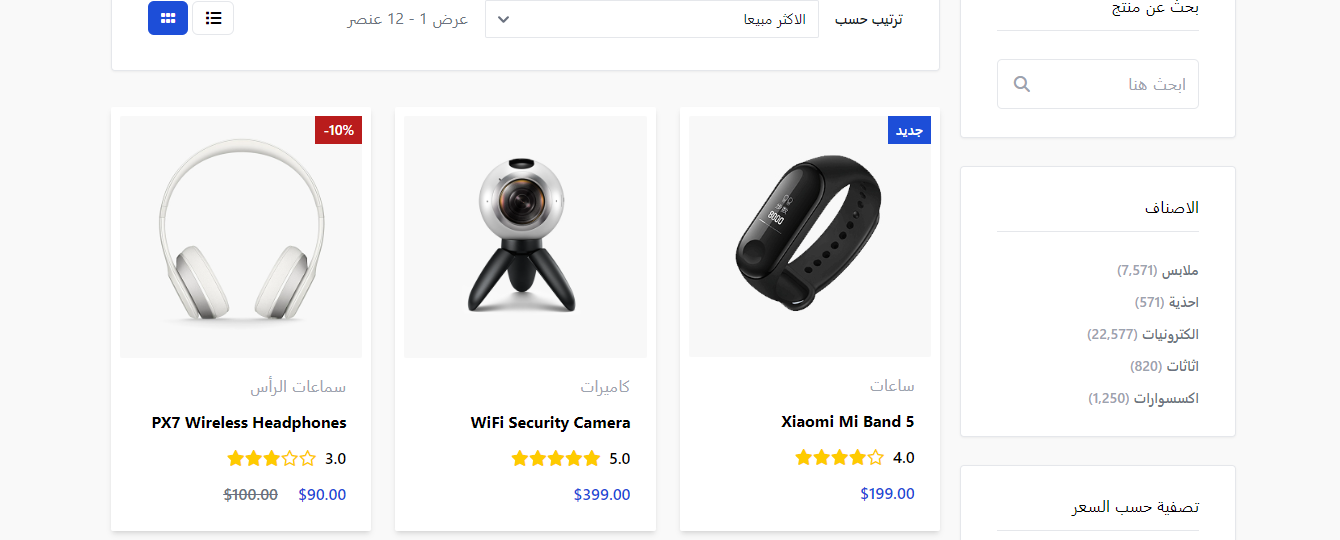 بحث عن منتج
ابحث هنا
الاصناف
ملابس (7,571)
احذية (571)
الكترونيات (22,577)
اثاثات (820)
اكسسوارات (1,250)
تصفية حسب السعر
ترتيب حسب الاكثر مبيعا عرض 1 - 12 عنصر
جديد
ساعات
Xiaomi Mi Band 5
4.0
$199.00
كاميرات
WiFi Security Camera
5.0
$399.00
-10%
سماعات الرأس
PX7 Wireless Headphones
3.0
$90.00 $100.00